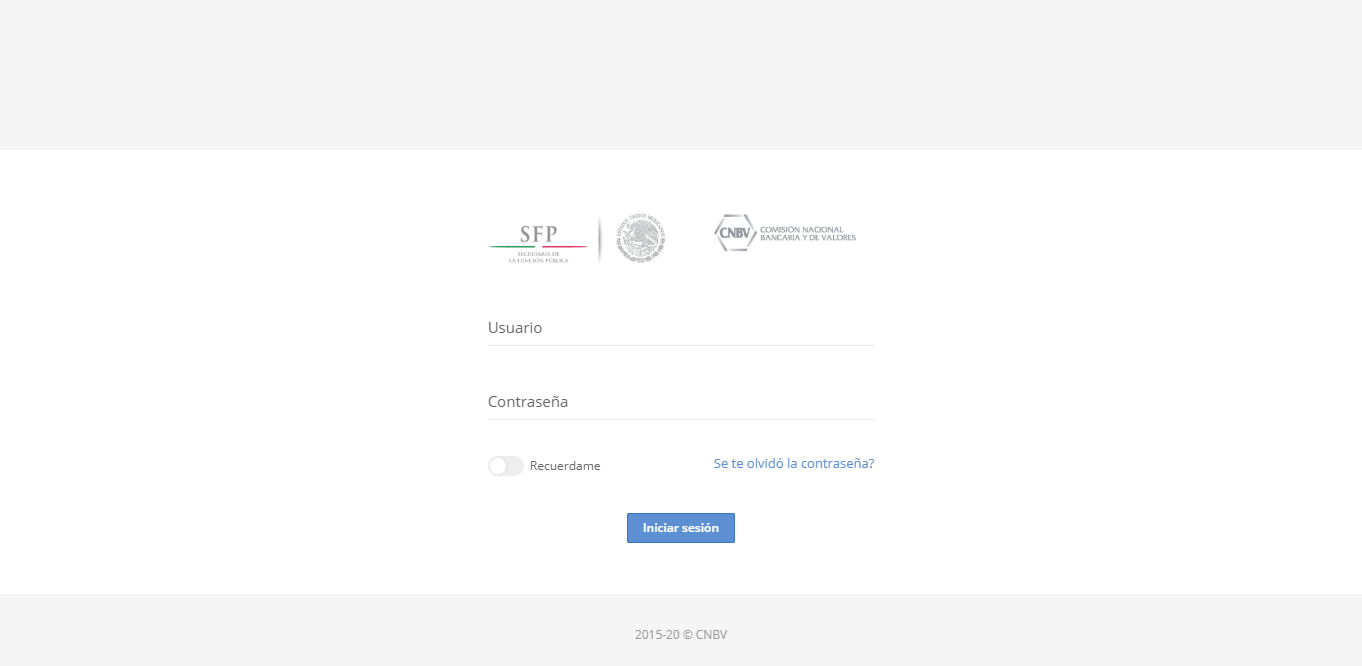 SFP
SECRETARÍA DE
LA FUNCIÓN PÚBLICA
ESTADOS UNIDOS MEXICANOS
CNBV
COMISIÓN NACIONAL
BANCARIA Y DE VALORES
Usuario
Contraseña
Recuerdame
Se te olvidó la contraseña?
Iniciar sesión
2015-20 © CNBV